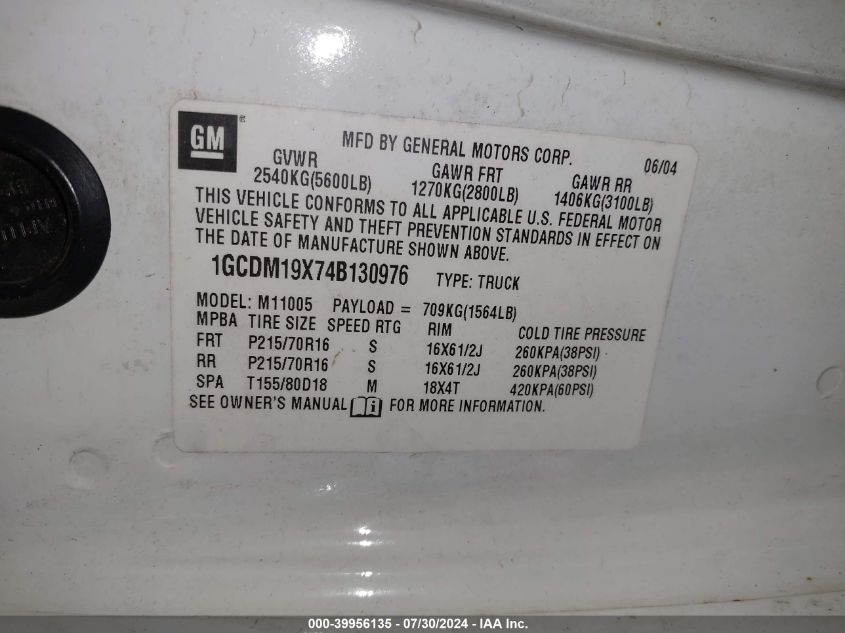 GM ®
MFD BY GENERAL MOTORS CORP. 06/04
GVWR GAWR FRT GAWR RR
2540KG(5600LB) 1270KG(2800LB) 1406KG(3100LB)
THIS VEHICLE CONFORMS TO ALL APPLICABLE U.S. FEDERAL MOTOR
VEHICLE SAFETY AND THEFT PREVENTION STANDARDS IN EFFECT ON
THE DATE OF MANUFACTURE SHOWN ABOVE.
1GCDM19X74B130976 TYPE: TRUCK
MODEL: M11005 PAYLOAD = 709KG(1564LB)
MPBA TIRE SIZE SPEED RTG RIM COLD TIRE PRESSURE
FRT P215/70R16 S 16X61/2J 260KPA(38PSI)
RR P215/70R16 S 16X61/2J 260KPA(38PSI)
SPA T155/80D18 M 18X4T 420KPA(60PSI)
SEE OWNER'S MANUAL i FOR MORE INFORMATION.
000-39956135 - 07/30/2024 - IAA Inc.